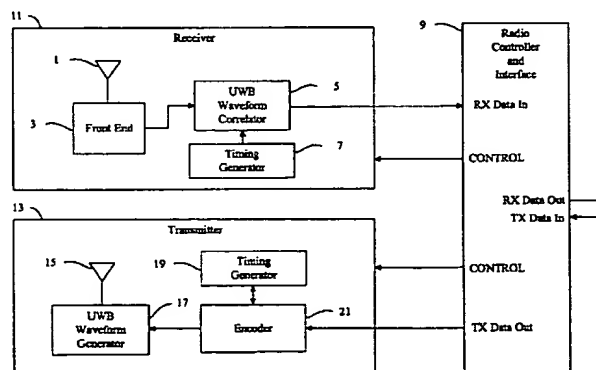 11
Receiver
9
Radio
Controller
and
Interface
1
UWB
Waveform
Correlator
5
RX Data In
3
Front End
Timing
Generator
7
CONTROL
RX Data Out
TX Data In
13
Transmitter
15
19
Timing
Generator
CONTROL
17
UWB
Waveform
Generator
Encoder
21
TX Data Out